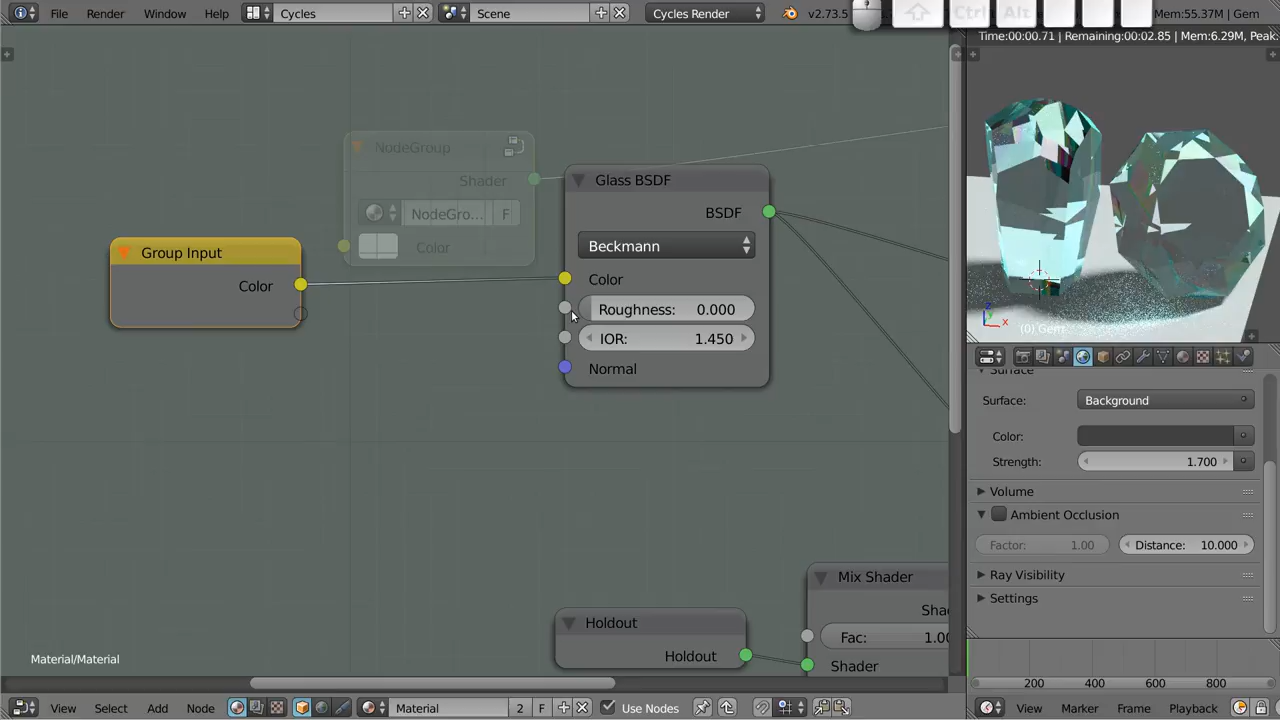 File Render Window Help Cycles Scene Cycles Render v2.73.5 Ctrl Alt Mem:55.37M | Gem
Time:00:00.71 | Remaining:00:02.85 | Mem:6.29M, Peak:
NodeGroup
Shader
NodeGro... F
Color
Glass BSDF
BSDF
Beckmann
Color
Roughness: 0.000
IOR: 1.450
Normal
Group Input
Color
Holdout
Holdout
Mix Shader
Sha
Fac: 1.00
Shader
Material/Material
z
x
(0) Gem
Surface
Surface: Background
Color:
Strength: 1.700
Volume
Ambient Occlusion
Factor: 1.00 Distance: 10.000
Ray Visibility
Settings
200 400 600 800
View Select Add Node Material 2 F Use Nodes
View Marker Frame Playback